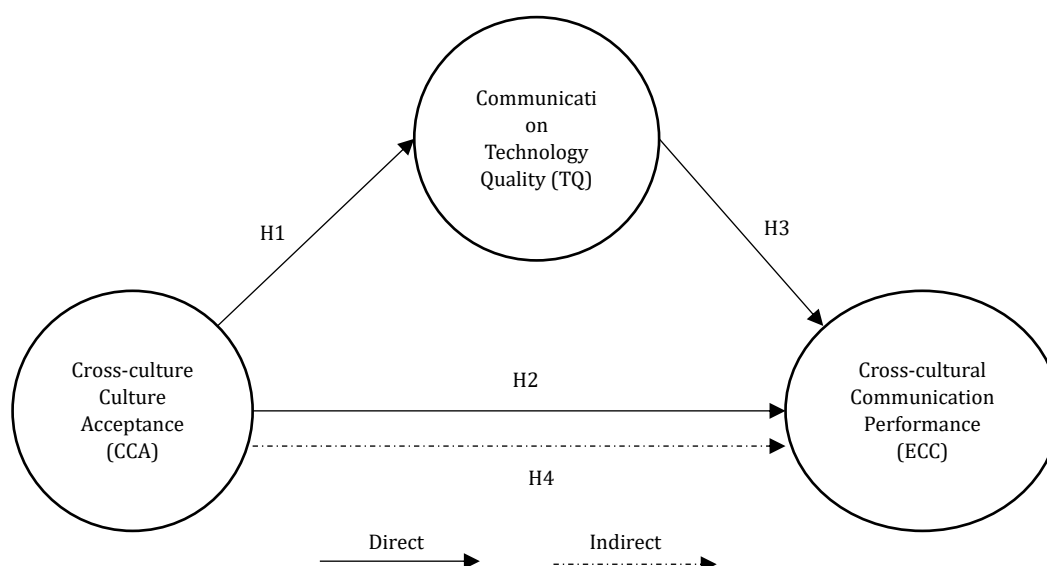 Communicati
on
Technology
Quality (TQ)
H1
H3
Cross-culture
Culture
Acceptance
(CCA)
H2
Cross-cultural
Communication
Performance
(ECC)
H4
Direct
Indirect